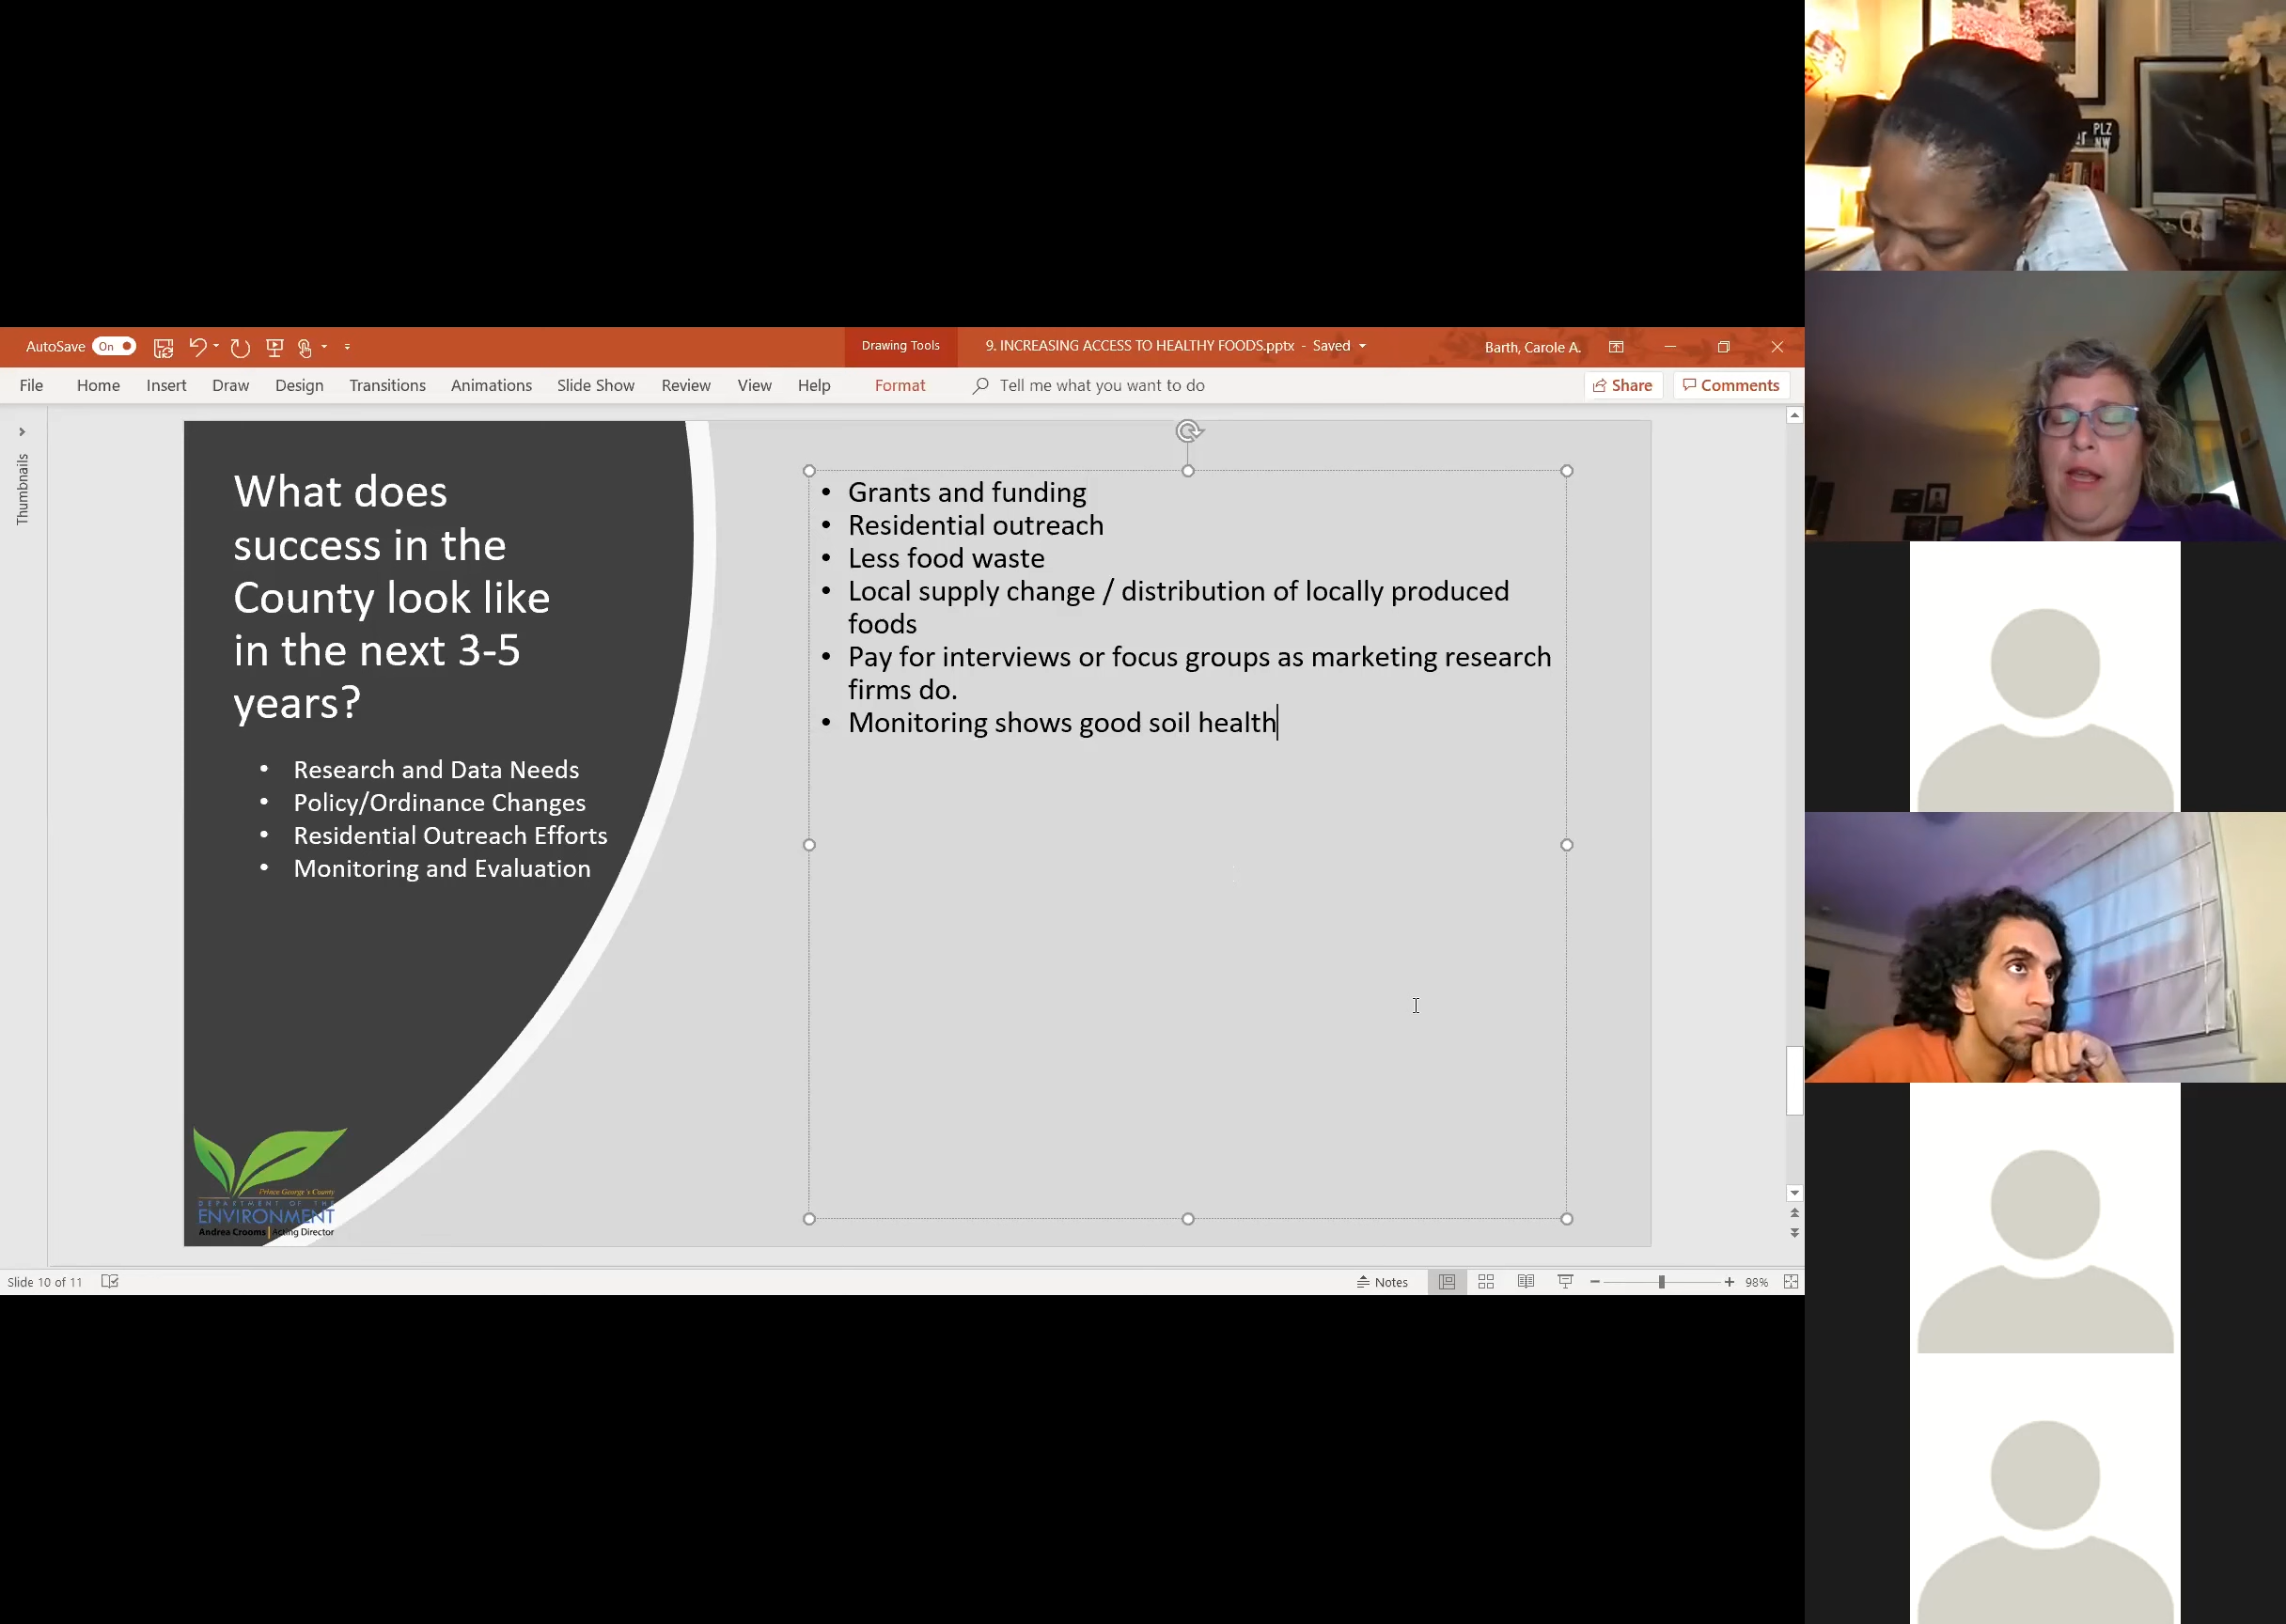 PLZ
NW
AutoSave On
Drawing Tools
9. INCREASING ACCESS TO HEALTHY FOODS.pptx - Saved
Barth, Carole A.
File Home Insert Draw Design Transitions Animations Slide Show Review View Help Format Tell me what you want to do Share Comments
Thumbnails
What does
success in the
County look like
in the next 3-5
years?
• Research and Data Needs
• Policy/Ordinance Changes
• Residential Outreach Efforts
• Monitoring and Evaluation
Prince George's County
DEPARTMENT OF THE
ENVIRONMENT
Andrea Crooms | Acting Director
• Grants and funding
• Residential outreach
• Less food waste
• Local supply change / distribution of locally produced
foods
• Pay for interviews or focus groups as marketing research
firms do.
• Monitoring shows good soil health
Slide 10 of 11
Notes
98%